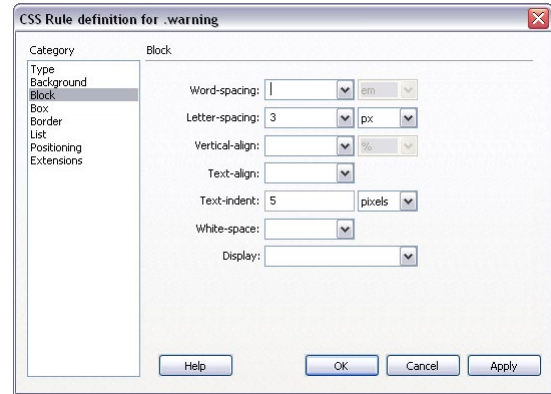 CSS Rule definition for .warning
Category
Block
Type
Background
Block
Box
Border
List
Positioning
Extensions
Word-spacing: em
Letter-spacing: 3 px
Vertical-align: %
Text-align:
Text-indent: 5 pixels
White-space:
Display:
Help OK Cancel Apply